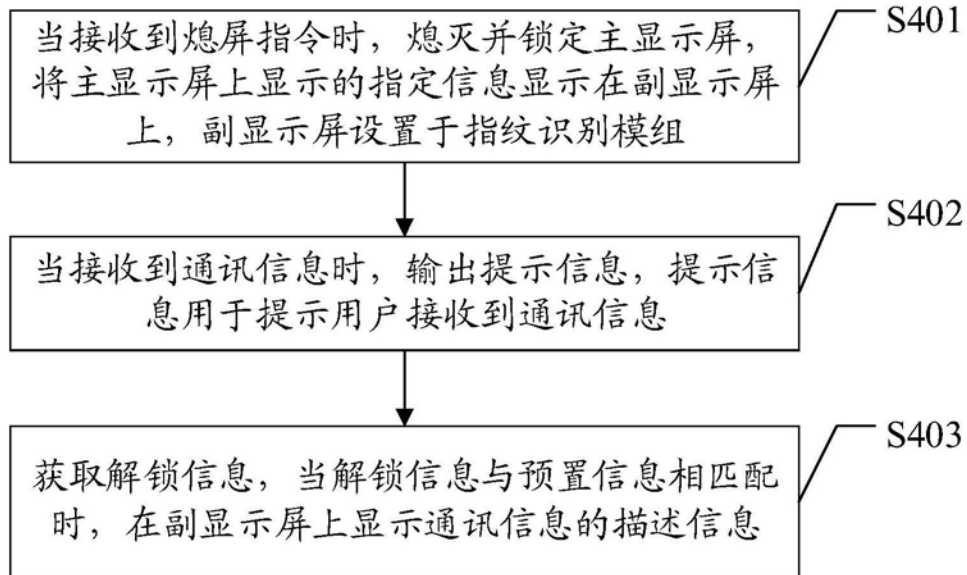 当接收到熄屏指令时，熄灭并锁定主显示屏，
将主显示屏上显示的指定信息显示在副显示屏
上，副显示屏设置于指纹识别模组
S401
当接收到通讯信息时，输出提示信息，提示信
息用于提示用户接收到通讯信息
S402
获取解锁信息，当解锁信息与预置信息相匹配
时，在副显示屏上显示通讯信息的描述信息
S403